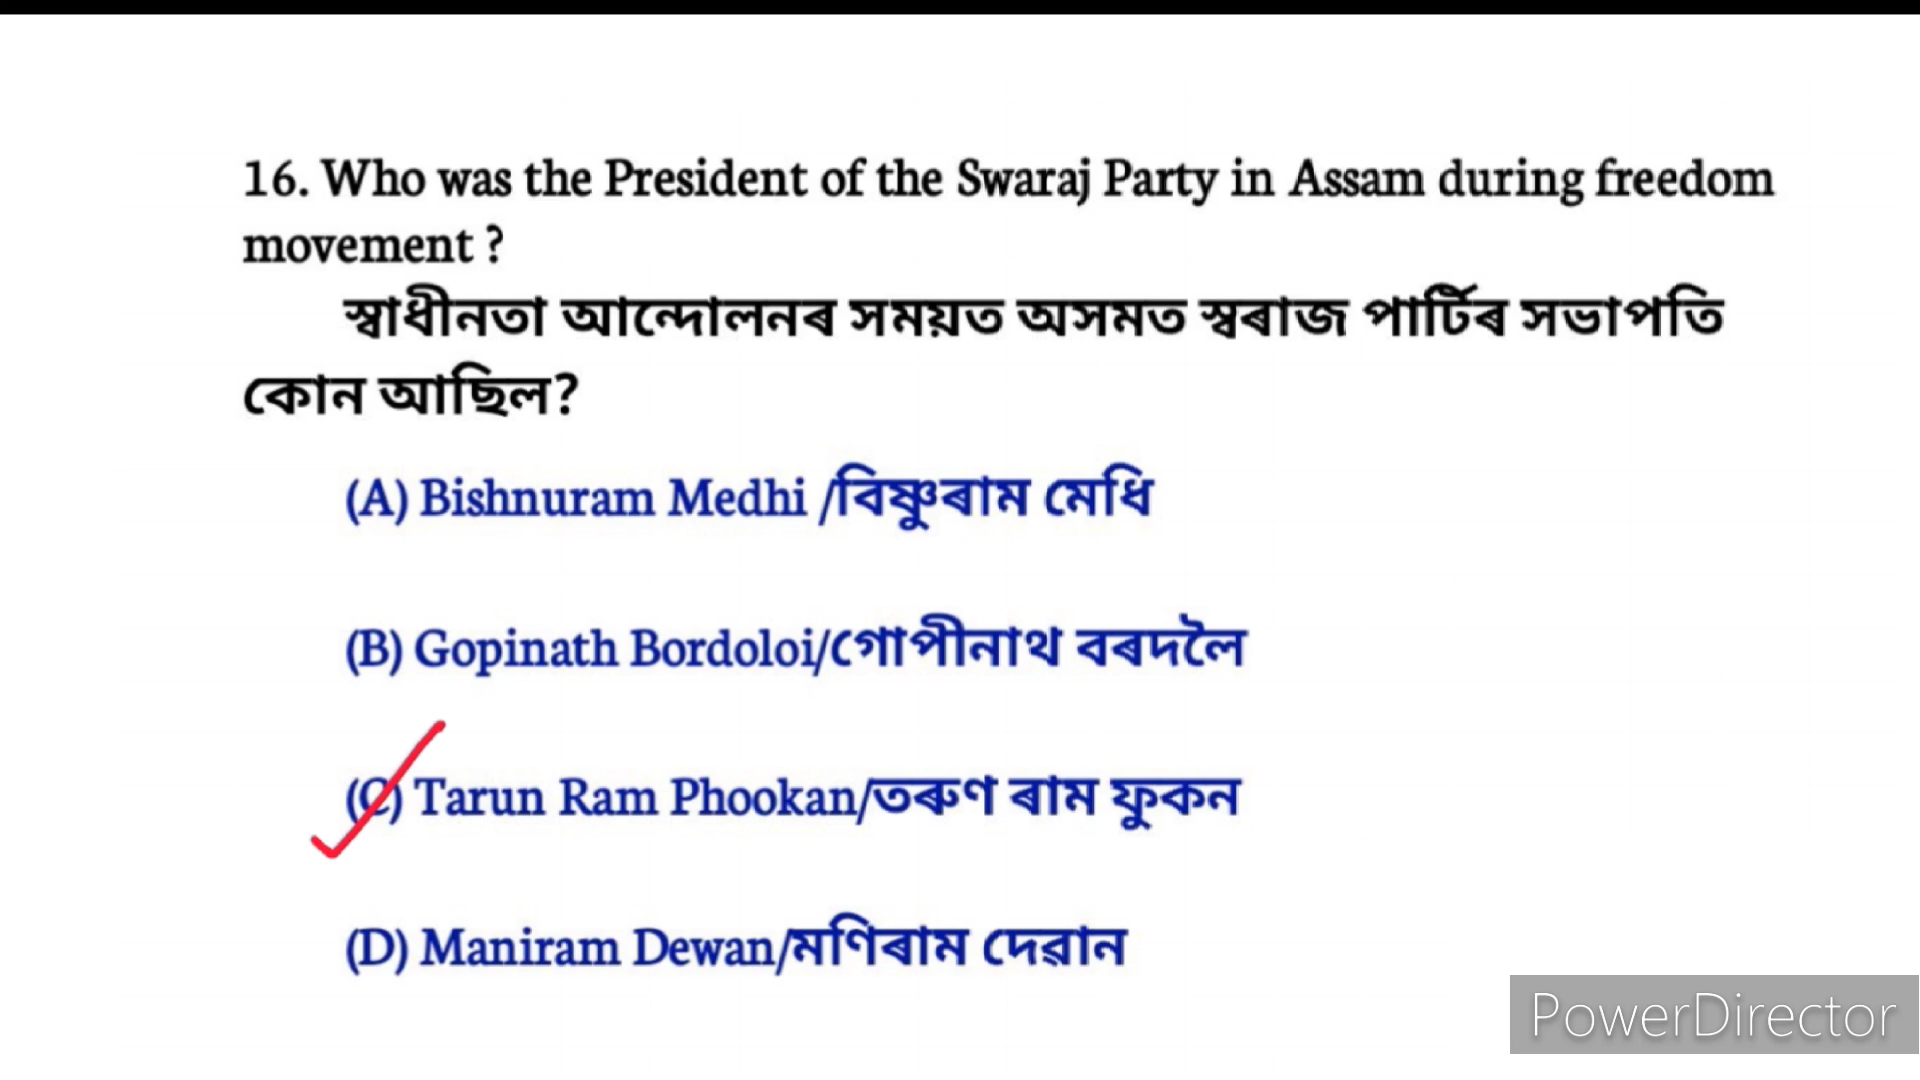 16. Who was the President of the Swaraj Party in Assam during freedom
movement ?
স্বাধীনতা আন্দোলনৰ সময়ত অসমত স্বৰাজ পাৰ্টিৰ সভাপতি
কোন আছিল?
(A) Bishnuram Medhi /বিষ্ণুৰাম মেধি
(B) Gopinath Bordoloi/গোপীনাথ বৰদলৈ
(C) Tarun Ram Phookan/তৰুণ ৰাম ফুকন
(D) Maniram Dewan/মণিৰাম দেৱান
PowerDirector